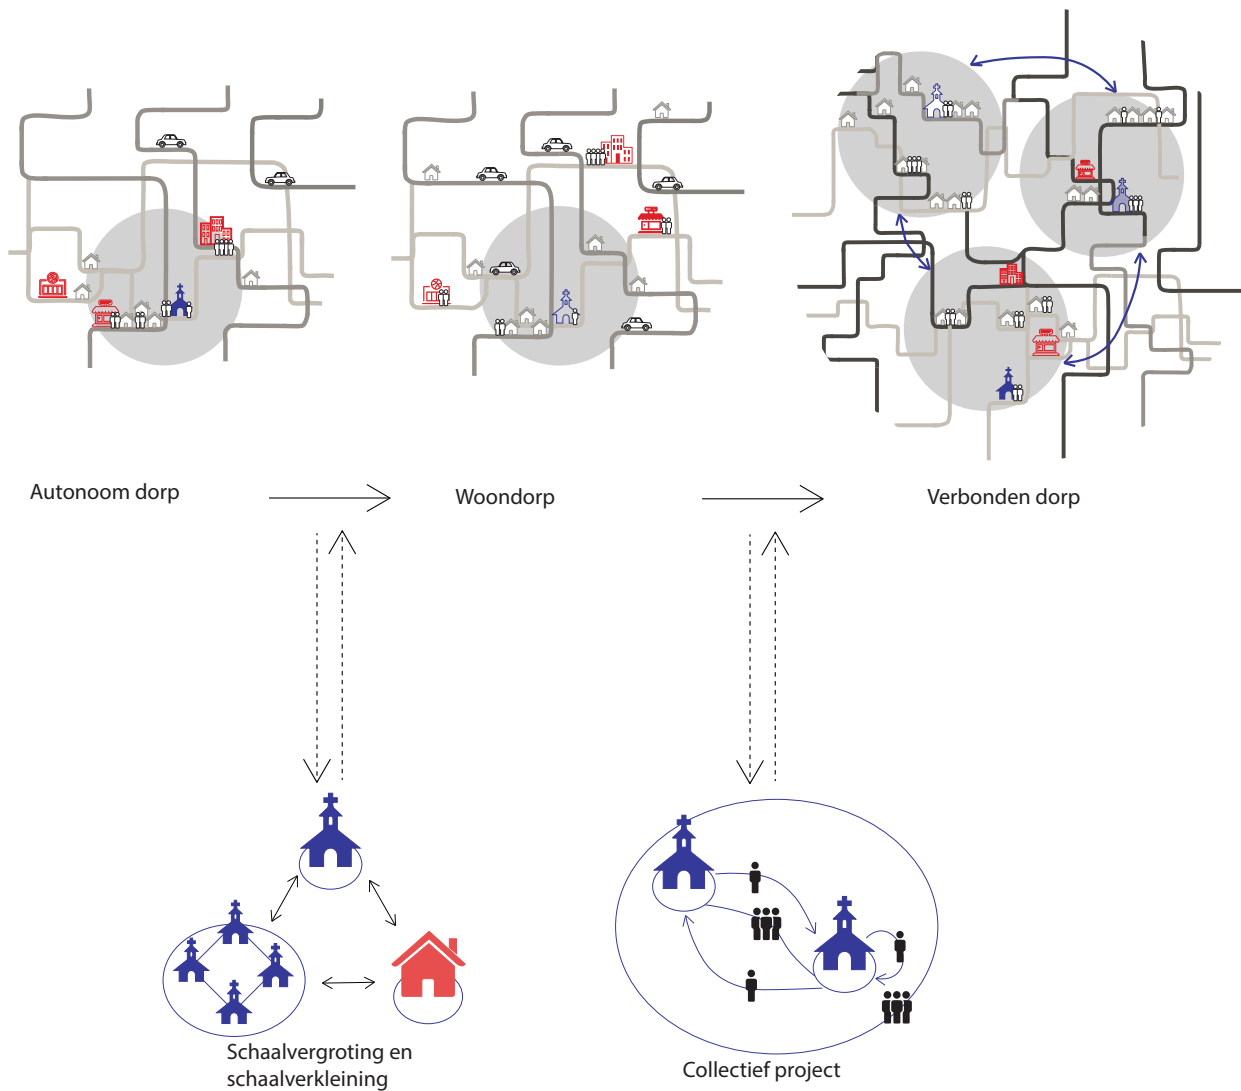 Autonoom dorp
Woondorp
Verbonden dorp
Schaalvergroting en
schaalverkleining
Collectief project